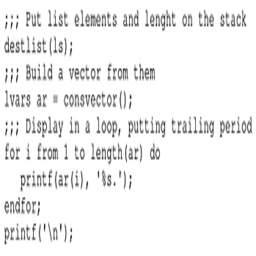 ;;; Put list elements and lenght on the stack
destlist(ls);
;;; Build a vector from them
lvars ar = consvector();
;;; Display in a loop, putting trailing period
for i from 1 to length(ar) do
   printf(ar(i), '%s.');
endfor;
printf('\n');